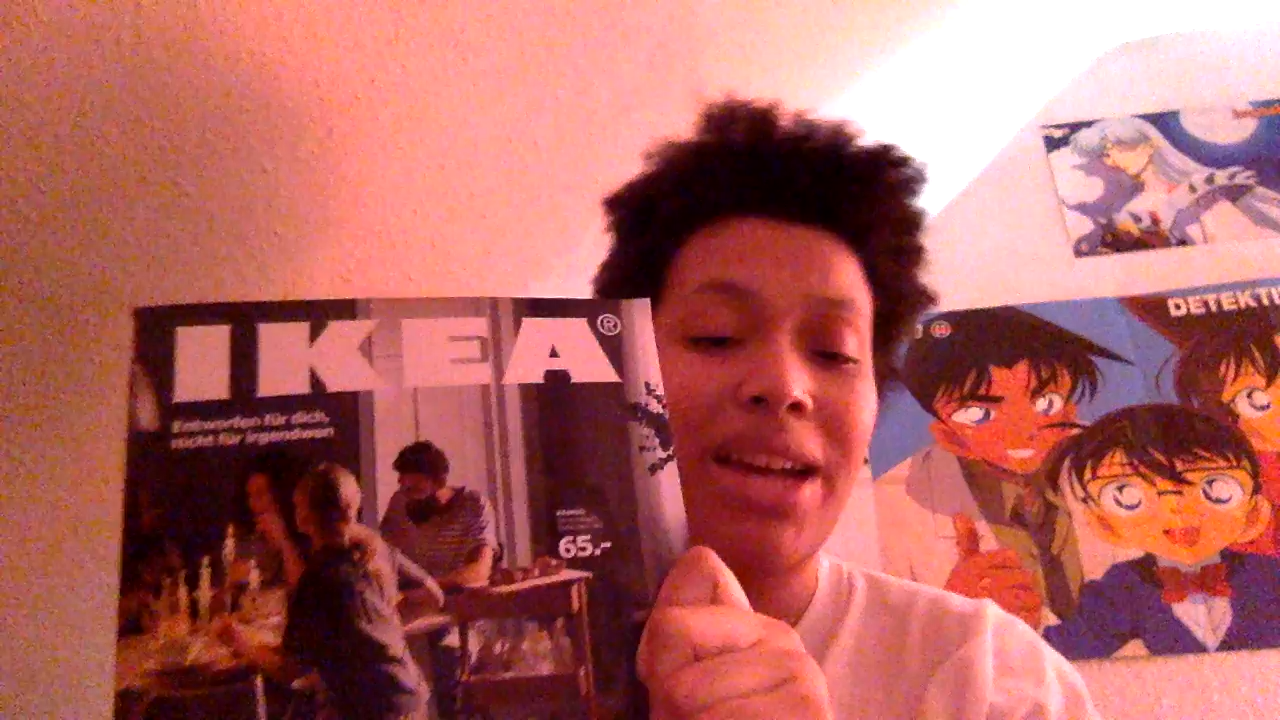 IKEA®
Entworfen für dich,
nicht für irgendwen
65.-
DETEKTI